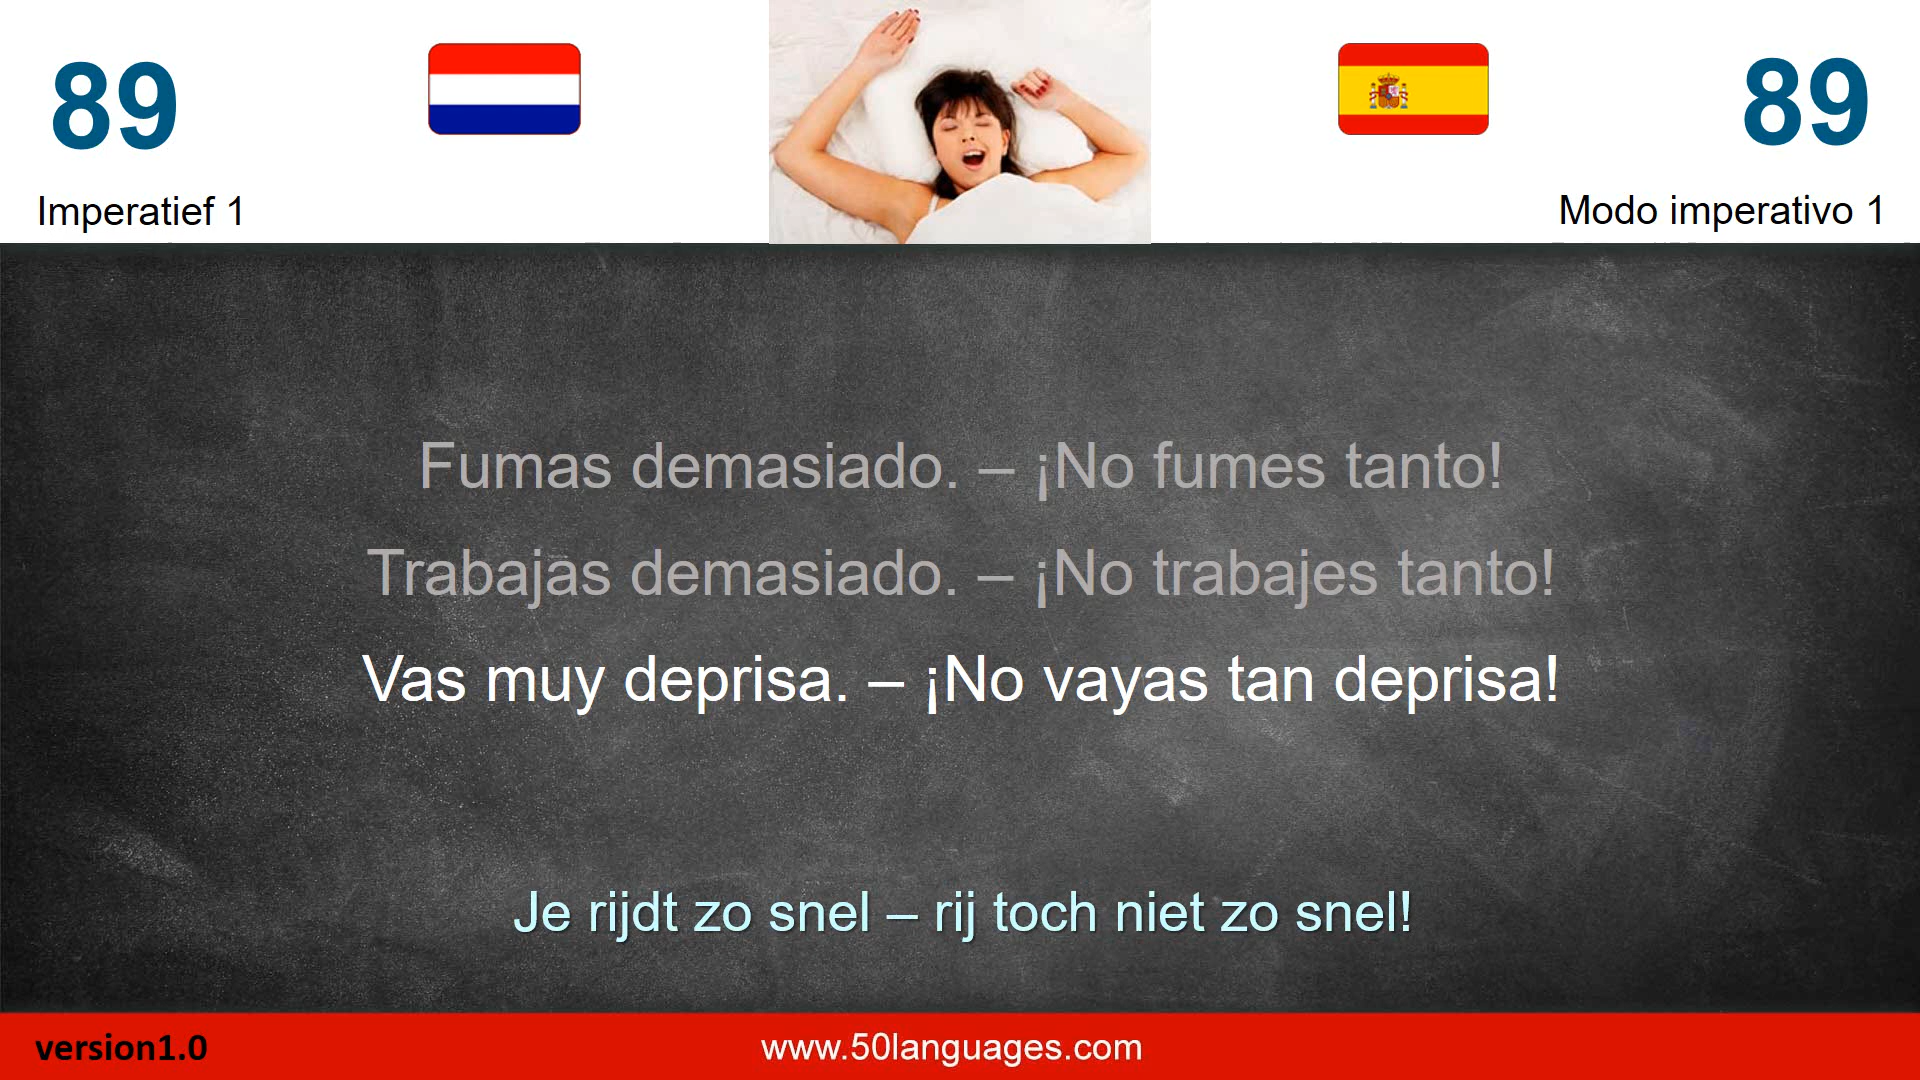 89
89
Imperatief 1
Modo imperativo 1
Fumas demasiado. – ¡No fumes tanto!
Trabajas demasiado. – ¡No trabajes tanto!
Vas muy deprisa. – ¡No vayas tan deprisa!
Je rijdt zo snel – rij toch niet zo snel!
version1.0
www.50languages.com